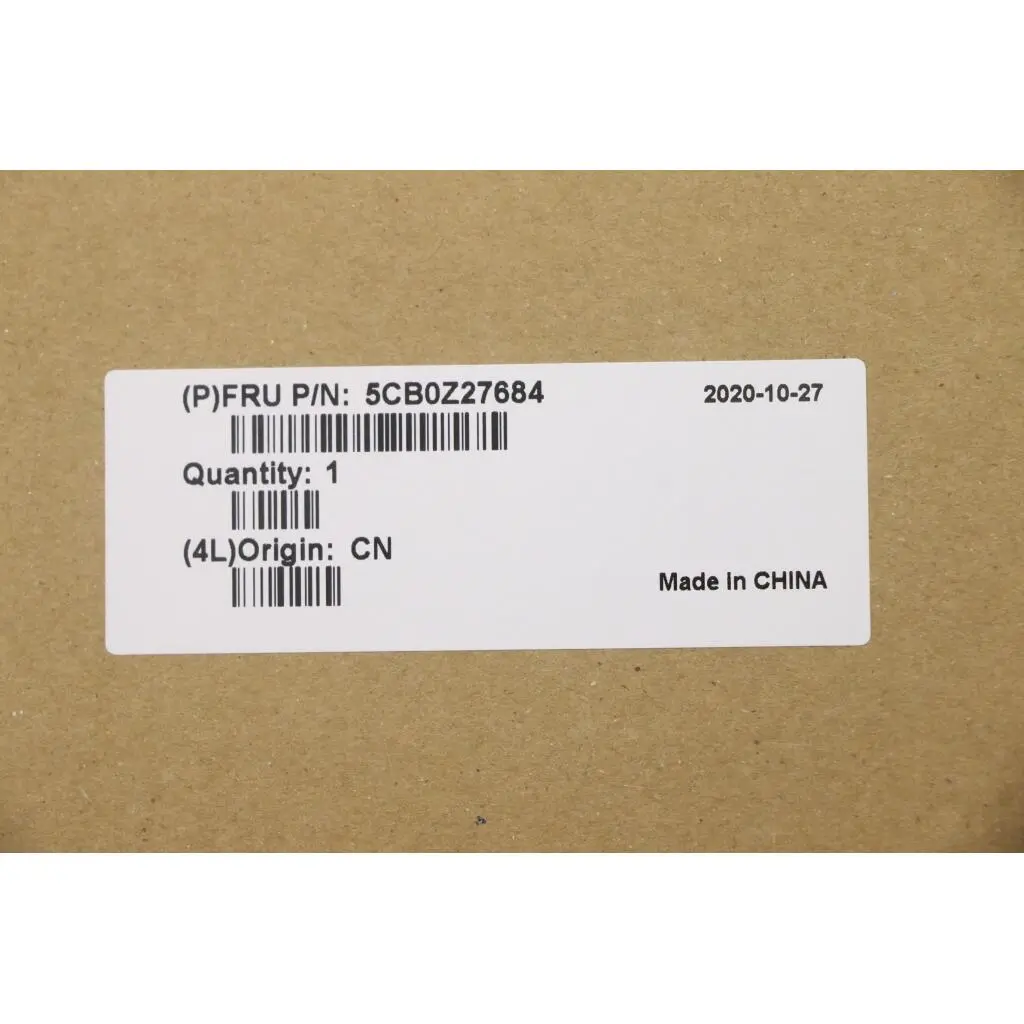 (P)FRU P/N: 5CB0Z27684
2020-10-27
Quantity: 1
(4L)Origin: CN
Made in CHINA